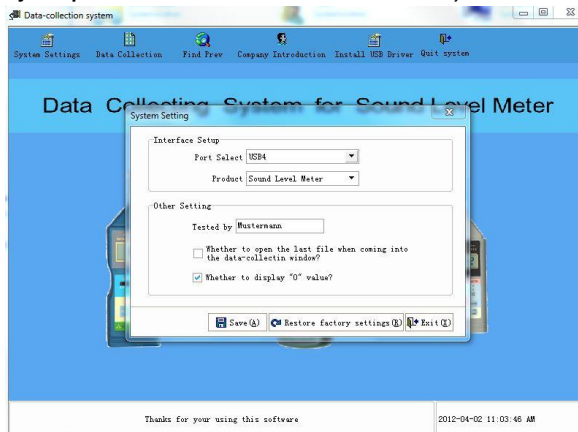 Data-collection system
System Settings Data Collection Find Prev Company Introduction Install USB Driver Quit system
Data Collecting System for Sound Level Meter
System Setting
Interface Setup
Port Select USB4
Product Sound Level Meter
Other Setting
Tested by Mustermann
Whether to open the last file when coming into
the data-collectin window?
Whether to display "0" value?
Save(A) Restore factory settings(R) Exit(X)
Thanks for your using this software 2012-04-02 11:03:46 AM